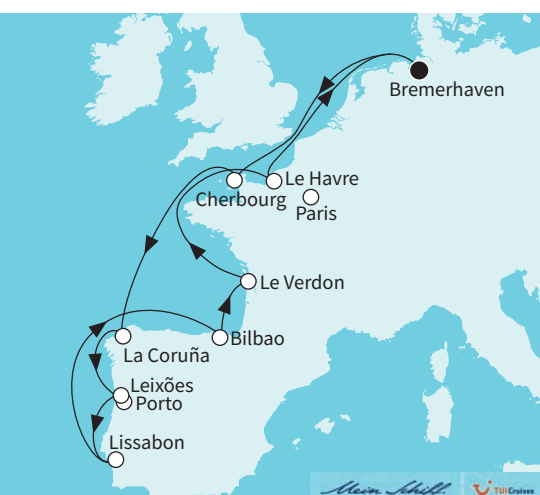 Bremerhaven
Le Havre
Cherbourg
Paris
Le Verdon
Bilbao
La Coruña
Leixões
Porto
Lissabon
Mein Schiff. TUI Cruises